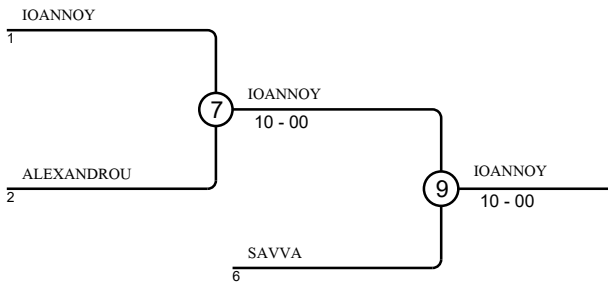 IOANNOY
1
7
IOANNOY
10 - 00
ALEXANDROU
2
9
IOANNOY
10 - 00
SAVVA
6